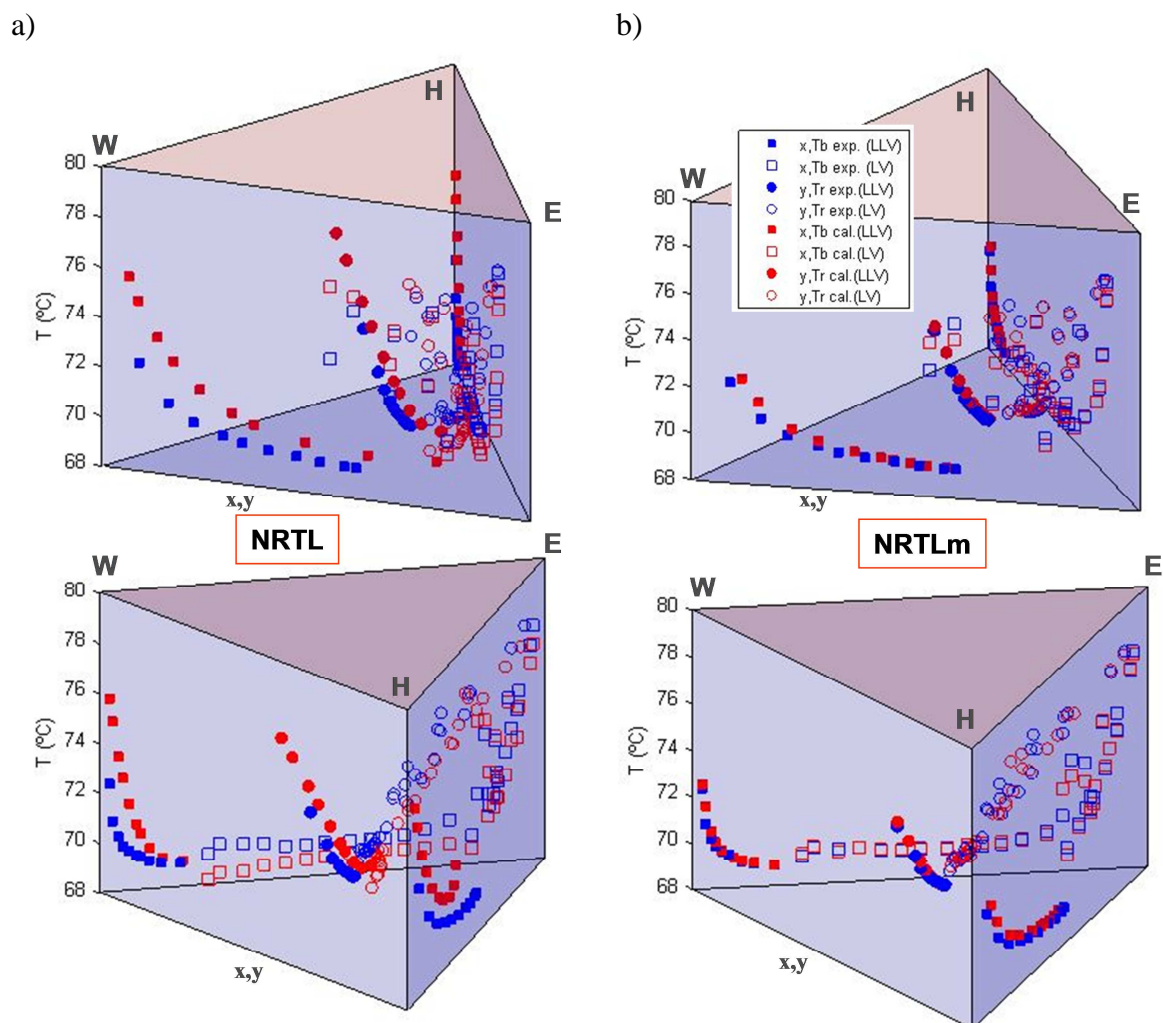 a)
H
W
E
80
78
76
74
72
70
68
T (ºC)
x,y
NRTL
W
E
H
80
78
76
74
72
70
68
T (ºC)
x,y
b)
H
W
E
x,Tb exp. (LLV)
x,Tb exp. (LV)
y,Tr exp.(LLV)
y,Tr exp.(LV)
x,Tb cal.(LLV)
x,Tb cal.(LV)
y,Tr cal.(LLV)
y,Tr cal.(LV)
80
78
76
74
72
70
68
T (ºC)
x,y
NRTLm
W
E
H
80
78
76
74
72
70
68
T (ºC)
x,y